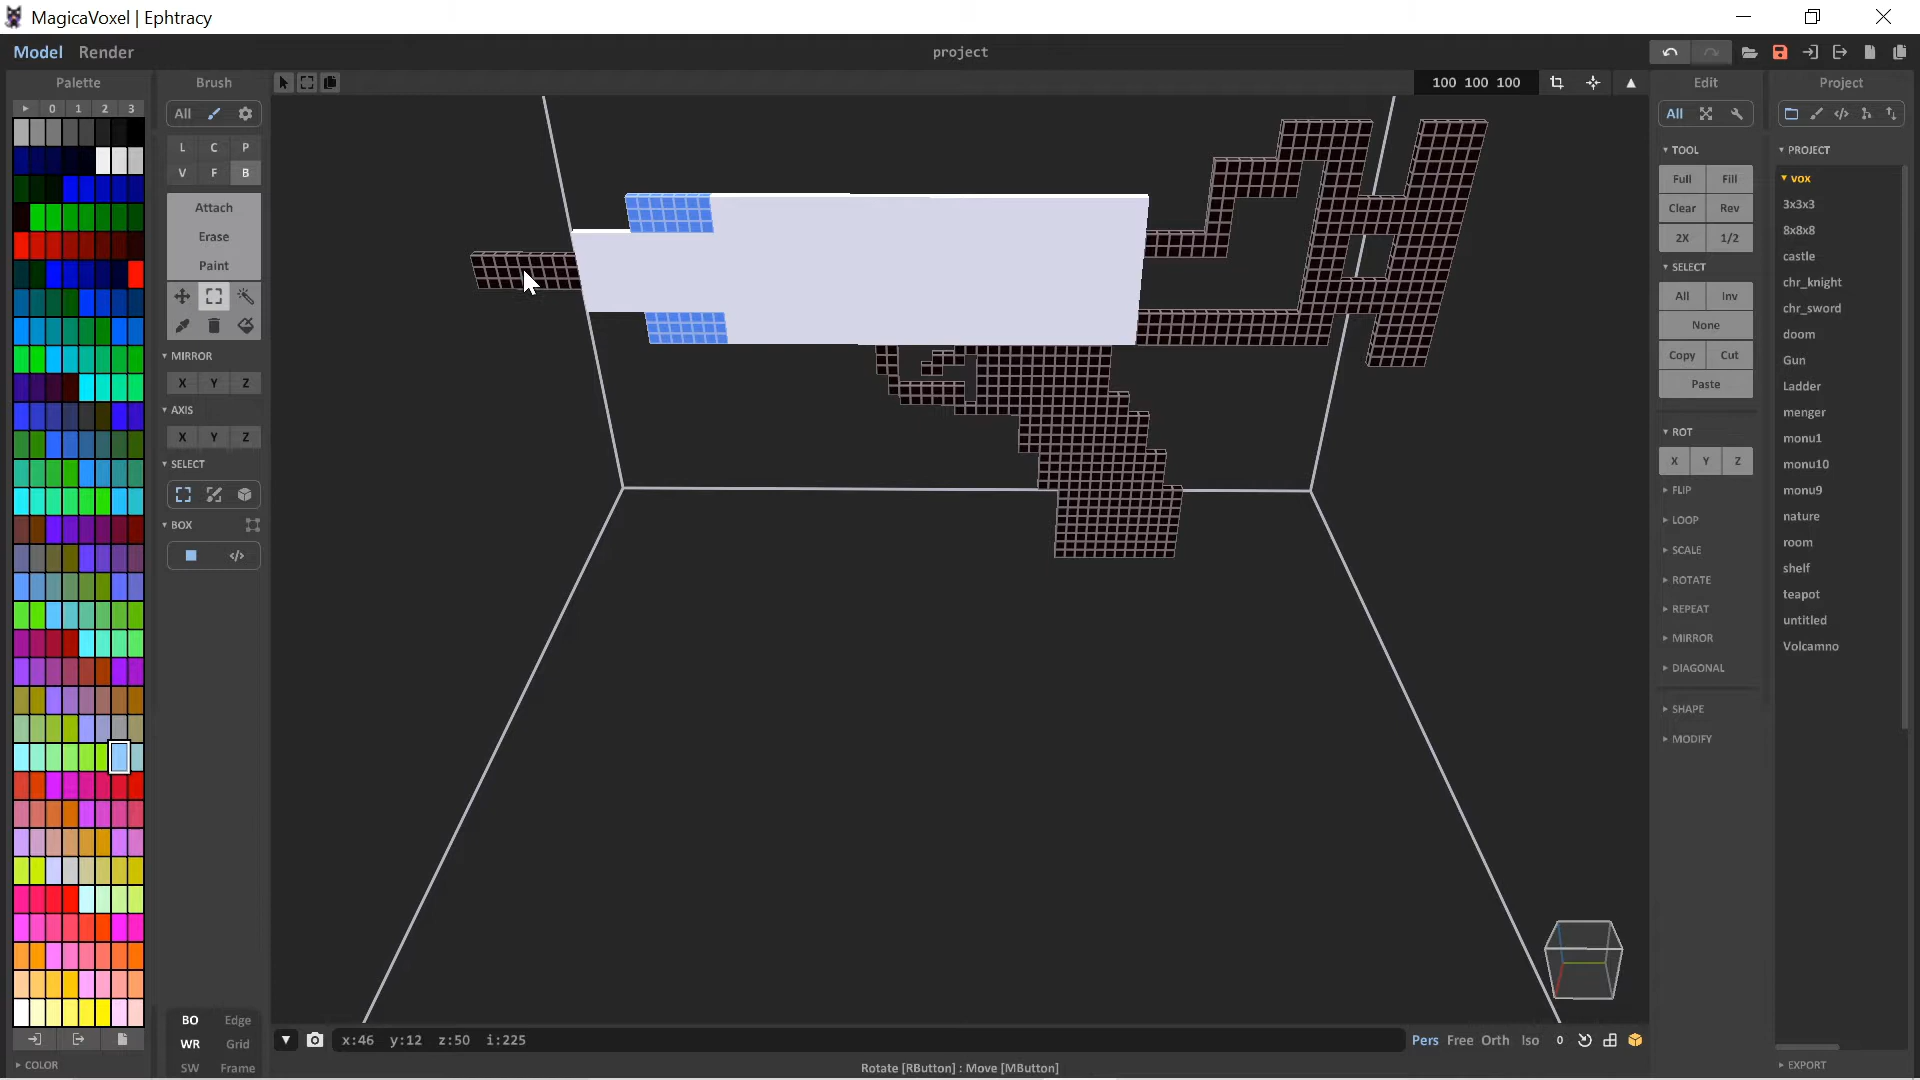 MagicaVoxel | Ephtracy
Model Render
project
Palette
0 1 2 3
COLOR
Brush
All
L C P
V F B
Attach
Erase
Paint
MIRROR
X Y Z
AXIS
X Y Z
SELECT
BOX
</>
BO Edge
WR Grid
SW Frame
100 100 100
x:46 y:12 z:50 i:225
Pers Free Orth Iso 0
Rotate [RButton] : Move [MButton]
Edit
All
TOOL
Full Fill
Clear Rev
2X 1/2
SELECT
All Inv
None
Copy Cut
Paste
ROT
X Y Z
FLIP
LOOP
SCALE
ROTATE
REPEAT
MIRROR
DIAGONAL
SHAPE
MODIFY
Project
</>
PROJECT
vox
3x3x3
8x8x8
castle
chr_knight
chr_sword
doom
Gun
Ladder
menger
monu1
monu10
monu9
nature
room
shelf
teapot
untitled
Volcamno
EXPORT